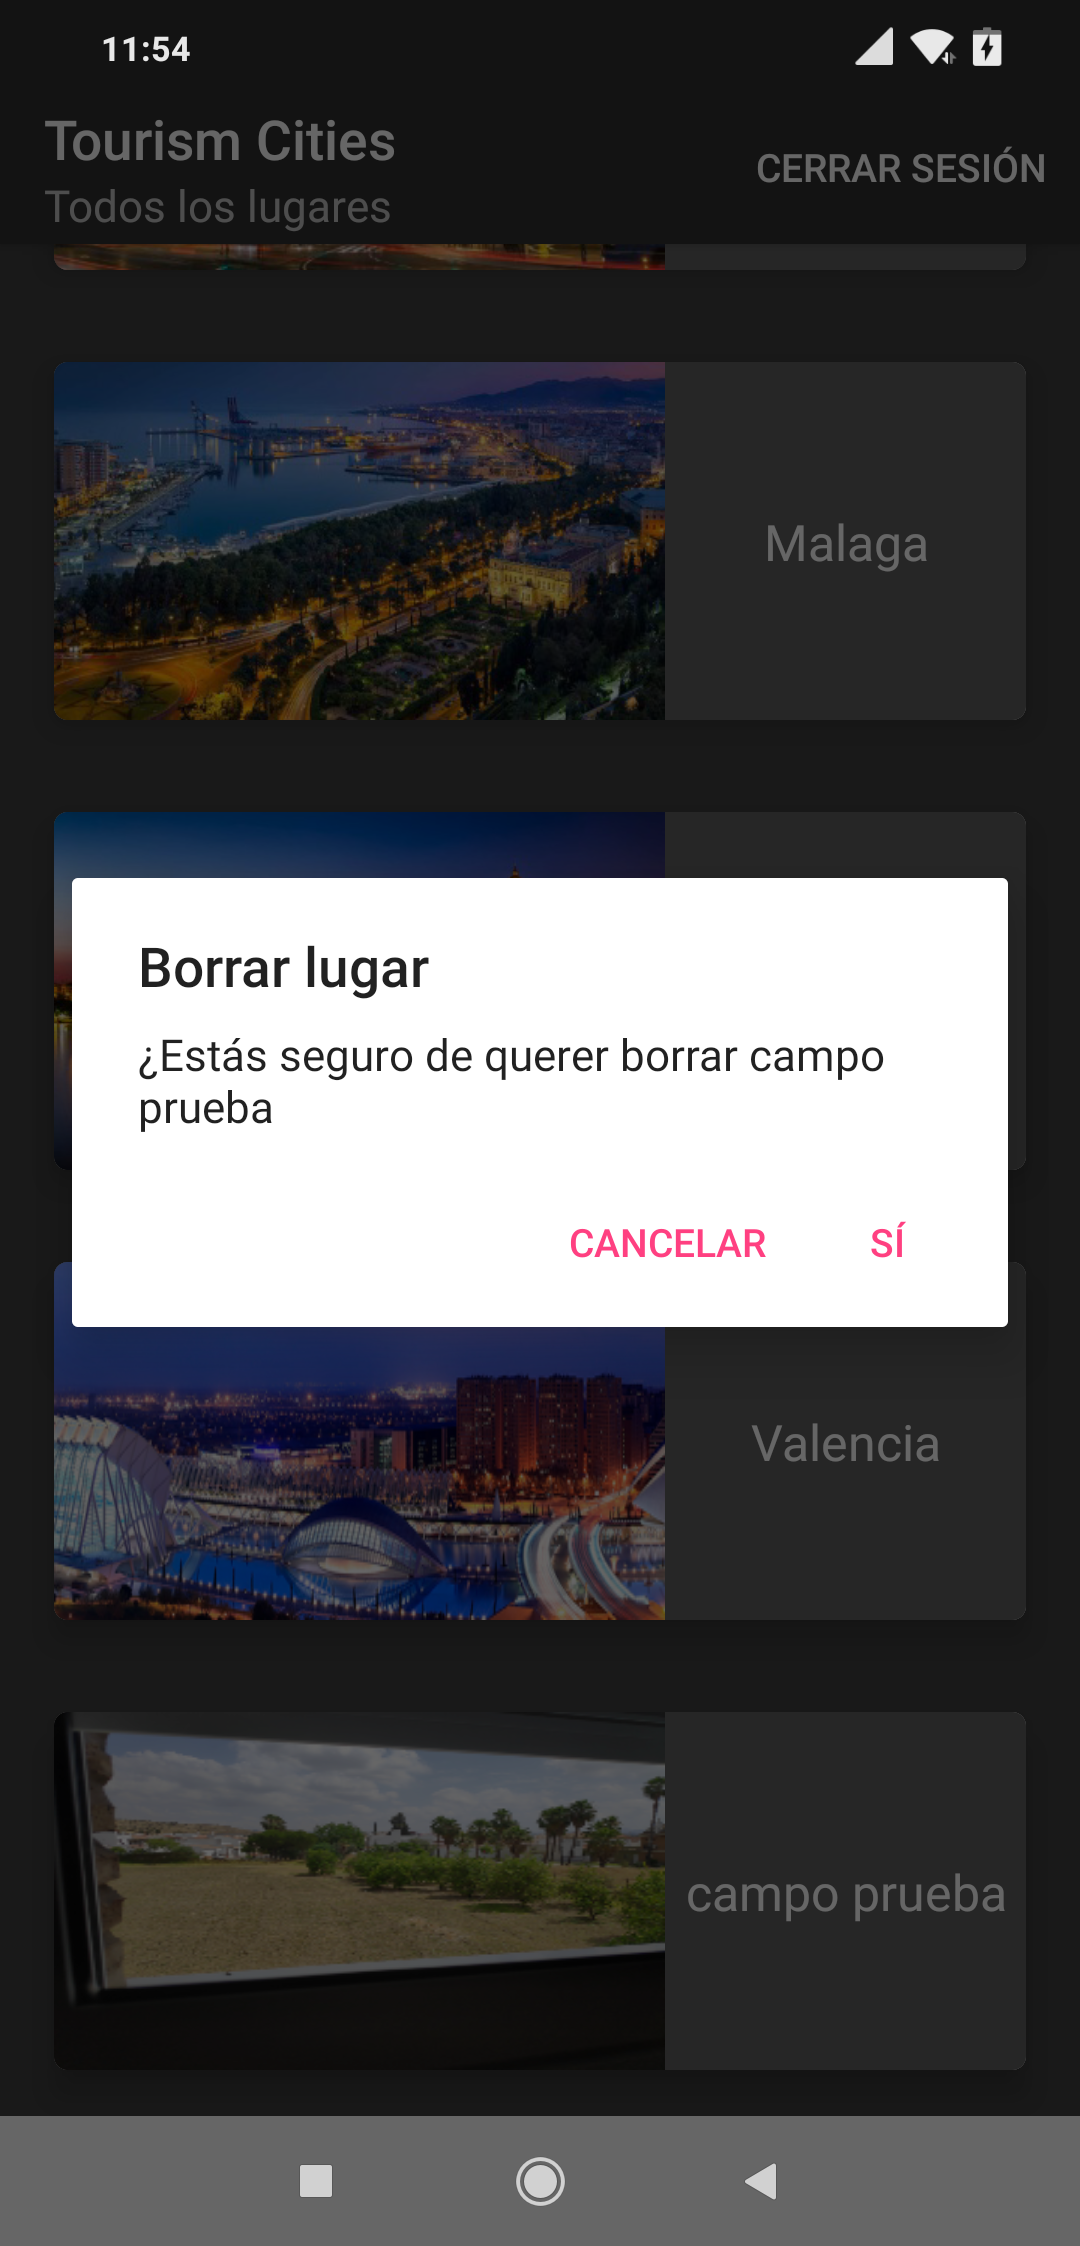 11:54
Tourism Cities
Todos los lugares
CERRAR SESIÓN
Malaga
Borrar lugar
¿Estás seguro de querer borrar campo
prueba
CANCELAR SÍ
Valencia
campo prueba